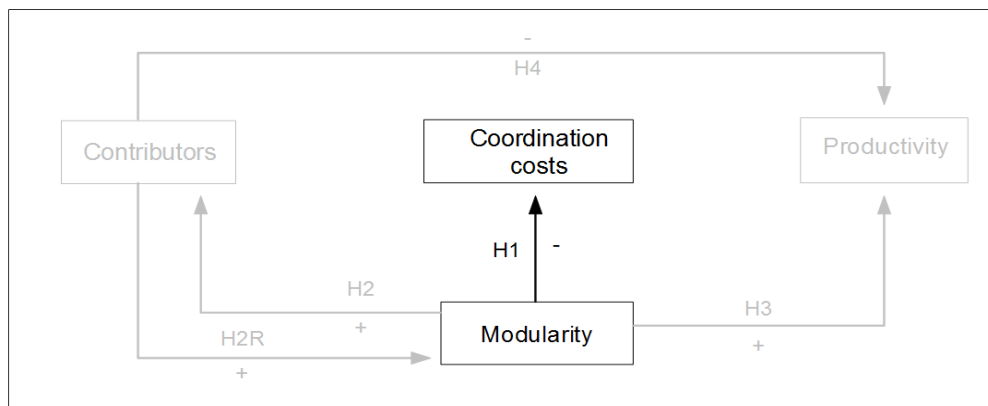 -
H4
Contributors
Coordination
costs
Productivity
H1 -
H2
+
H3
+
H2R
+
Modularity